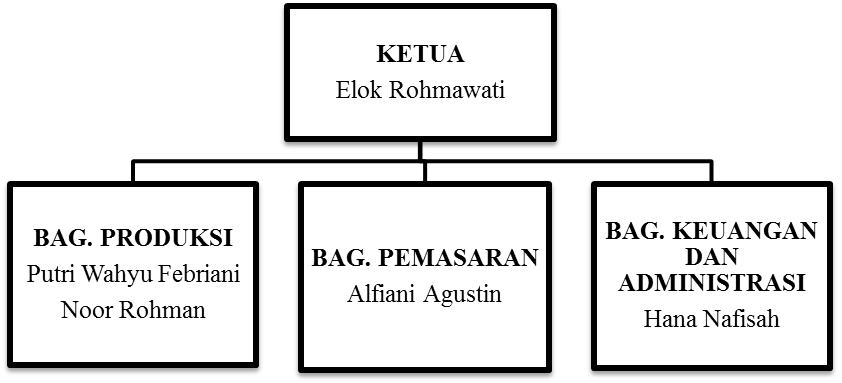 KETUA
Elok Rohmawati
BAG. PRODUKSI
Putri Wahyu Febriani
Noor Rohman
BAG. PEMASARAN
Alfiani Agustin
BAG. KEUANGAN
DAN
ADMINISTRASI
Hana Nafisah